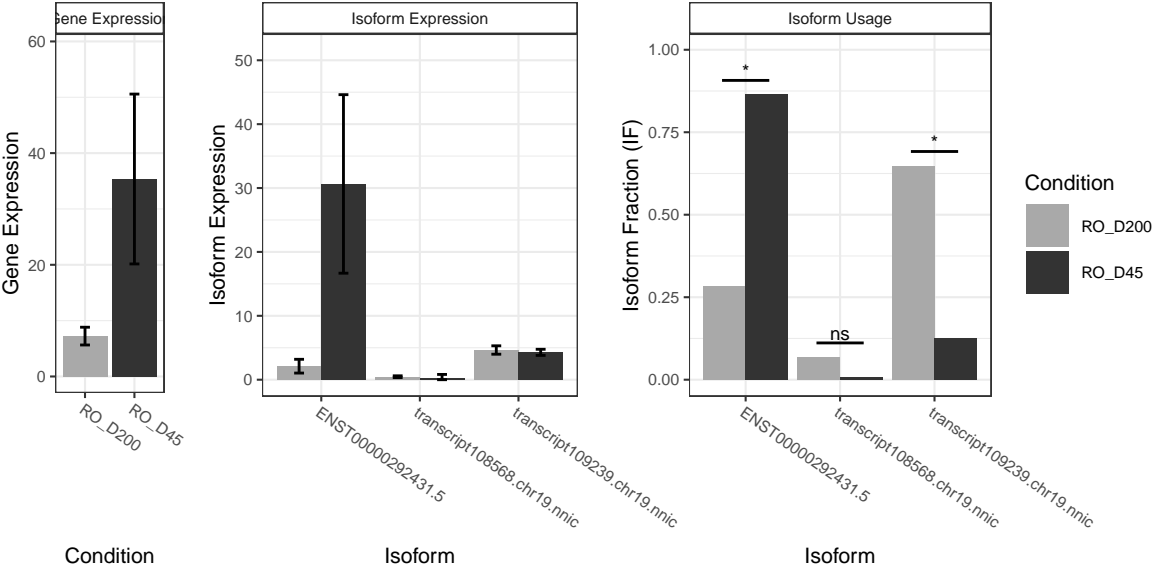 Gene Expression
Isoform Expression
Isoform Usage
Gene Expression
60
40
20
0
RO_D200
RO_D45
Condition
Isoform Expression
50
40
30
20
10
0
ENST00000292431.5
transcript108568.chr19.nnic
transcript109239.chr19.nnic
Isoform
Isoform Fraction (IF)
1.00
0.75
0.50
0.25
0.00
*
ns
*
ENST00000292431.5
transcript108568.chr19.nnic
transcript109239.chr19.nnic
Isoform
Condition
RO_D200
RO_D45